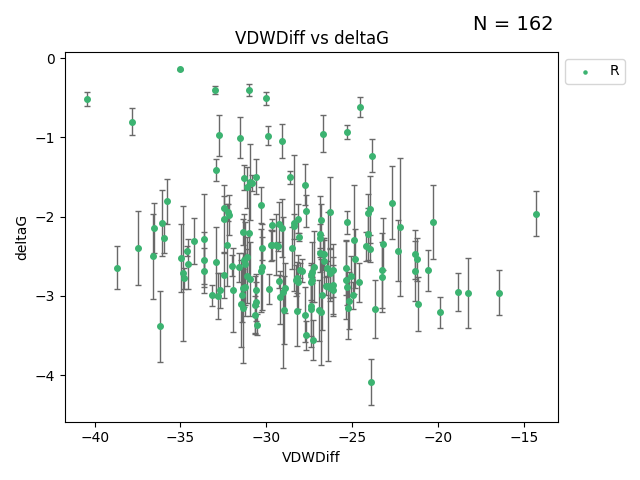 N = 162
VDWDiff vs deltaG
R
deltaG
0
−1
−2
−3
−4
−40 −35 −30 −25 −20 −15
VDWDiff